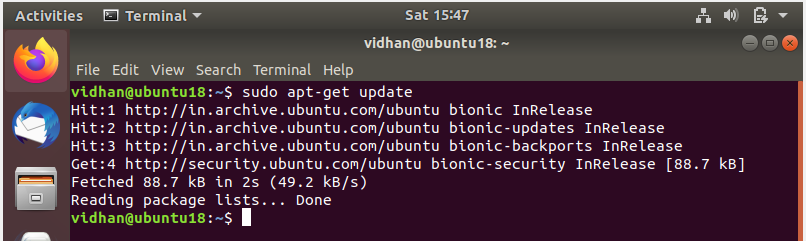 Activities Terminal Sat 15:47
vidhan@ubuntu18: ~
File Edit View Search Terminal Help
vidhan@ubuntu18:~$ sudo apt-get update
Hit:1 http://in.archive.ubuntu.com/ubuntu bionic InRelease
Hit:2 http://in.archive.ubuntu.com/ubuntu bionic-updates InRelease
Hit:3 http://in.archive.ubuntu.com/ubuntu bionic-backports InRelease
Get:4 http://security.ubuntu.com/ubuntu bionic-security InRelease [88.7 kB]
Fetched 88.7 kB in 2s (49.2 kB/s)
Reading package lists... Done
vidhan@ubuntu18:~$